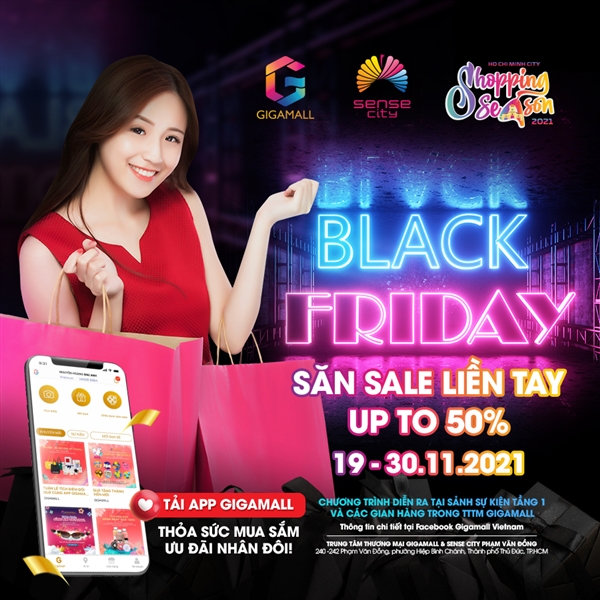 GIGAMALL
sense
city
HO CHI MINH CITY
Shopping
Season
2021
BLACK
BLACK
FRIDAY
SĂN SALE LIỀN TAY
UP TO 50%
19 - 30.11.2021
TẢI APP GIGAMALL
THỎA SỨC MUA SẮM
ƯU ĐÃI NHÂN ĐÔI!
CHƯƠNG TRÌNH DIỄN RA TẠI SẢNH SỰ KIỆN TẦNG 1
VÀ CÁC GIAN HÀNG TRONG TTTM GIGAMALL
Thông tin chi tiết tại Facebook Gigamall Vietnam
TRUNG TÂM THƯƠNG MẠI GIGAMALL & SENSE CITY PHẠM VĂN ĐỒNG
240 -242 Phạm Văn Đồng, phường Hiệp Bình Chánh, Thành phố Thủ Đức, TP.HCM